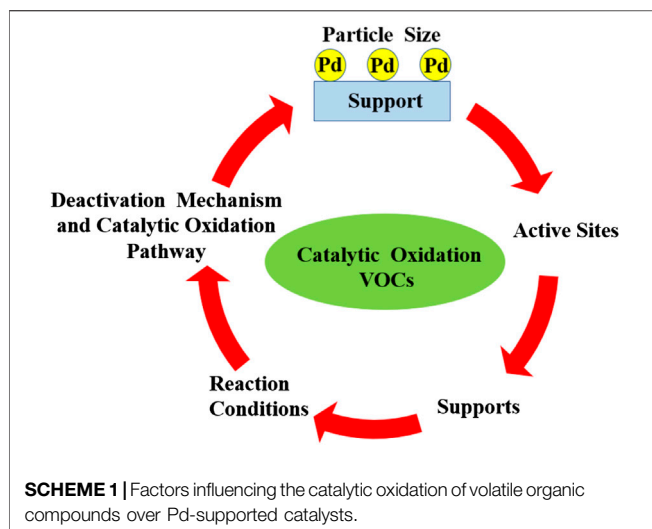 Particle Size
Pd Pd Pd
Support
Active Sites
Supports
Reaction
Conditions
Deactivation Mechanism
and Catalytic Oxidation
Pathway
Catalytic Oxidation
VOCs
SCHEME 1 | Factors influencing the catalytic oxidation of volatile organic
compounds over Pd-supported catalysts.